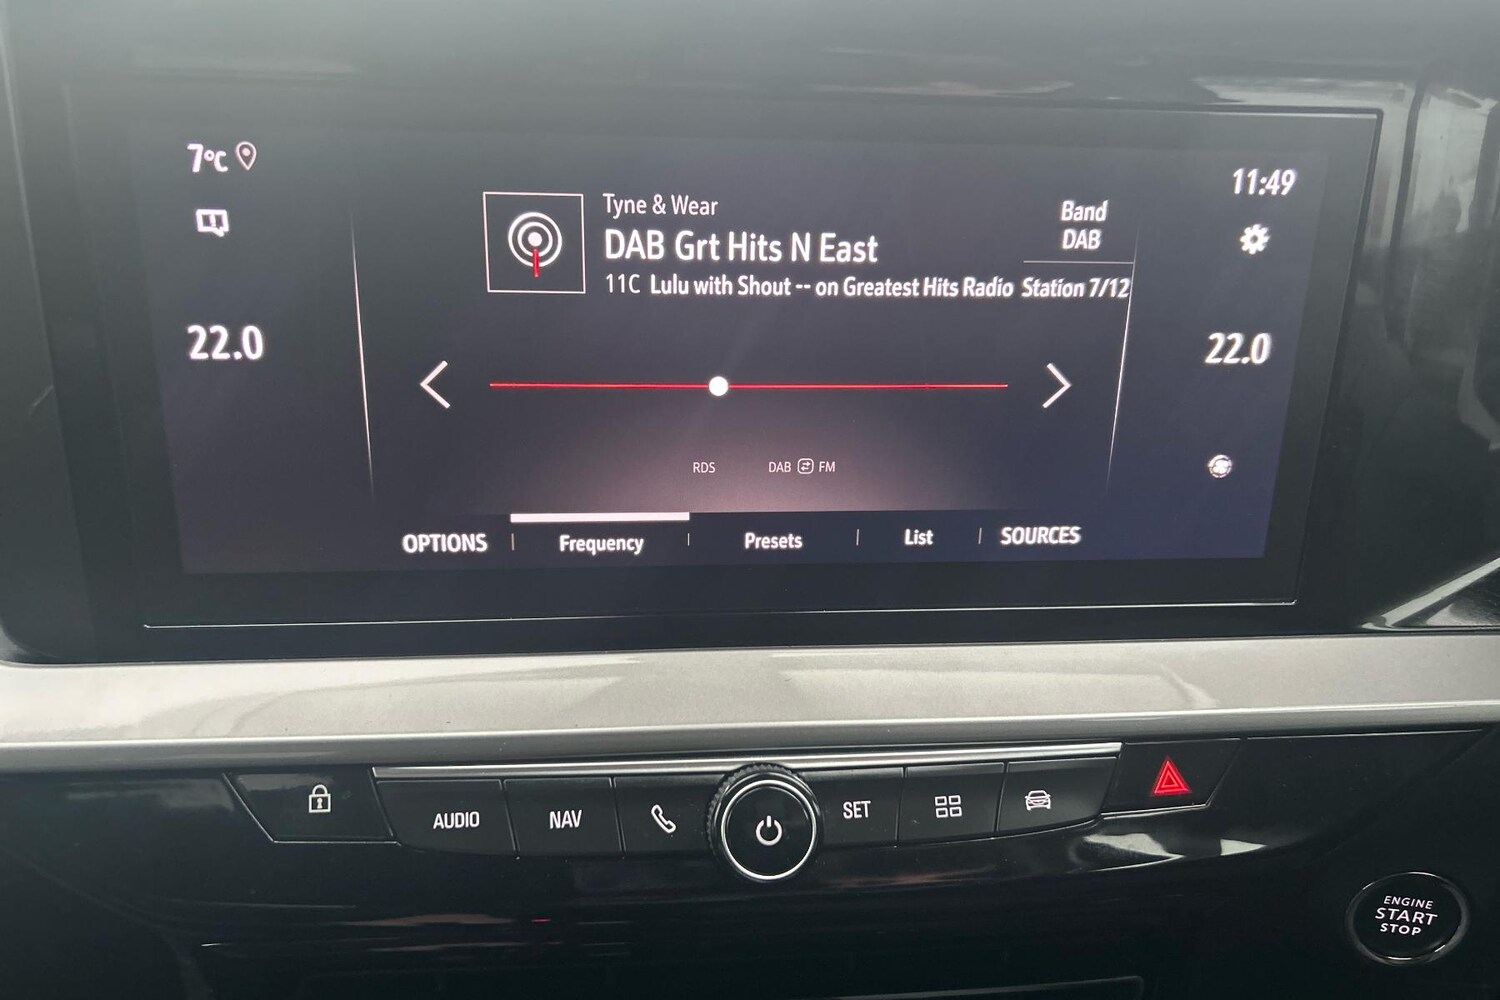 7°C
11:49
Tyne & Wear
Band
DAB
DAB Grt Hits N East
11C Lulu with Shout -- on Greatest Hits Radio Station 7/12
22.0
22.0
RDS
DAB FM
OPTIONS
Frequency
Presets
List
SOURCES
AUDIO
NAV
SET
ENGINE
START
STOP